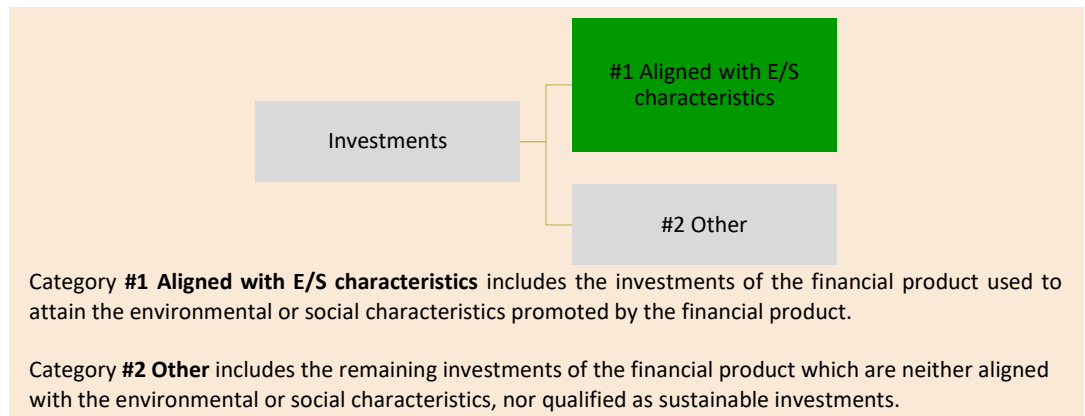 #1 Aligned with E/S
characteristics
Investments
#2 Other
Category #1 Aligned with E/S characteristics includes the investments of the financial product used to
attain the environmental or social characteristics promoted by the financial product.
Category #2 Other includes the remaining investments of the financial product which are neither aligned
with the environmental or social characteristics, nor qualified as sustainable investments.